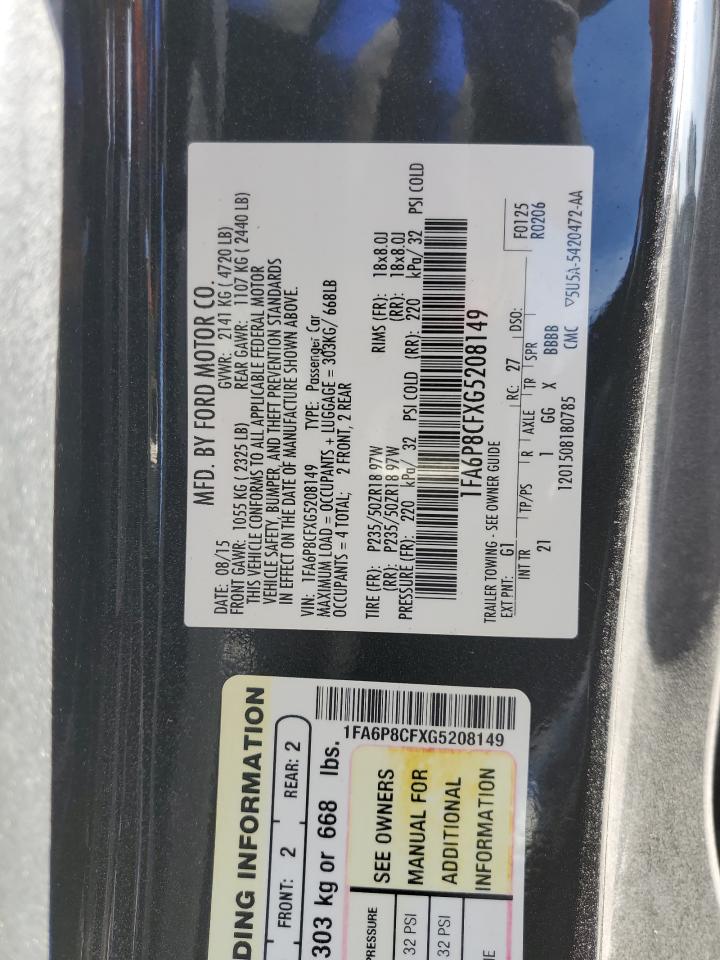 MFD. BY FORD MOTOR CO.
DATE: 08/15 GVWR: 2141 KG ( 4720 LB)
FRONT GAWR: 1055 KG ( 2325 LB) REAR GAWR: 1107 KG ( 2440 LB)
THIS VEHICLE CONFORMS TO ALL APPLICABLE FEDERAL MOTOR
VEHICLE SAFETY, BUMPER, AND THEFT PREVENTION STANDARDS
IN EFFECT ON THE DATE OF MANUFACTURE SHOWN ABOVE.
VIN: 1FA6P8CFXG5208149 TYPE: Passenger Car
MAXIMUM LOAD = OCCUPANTS + LUGGAGE = 303KG/ 668LB
OCCUPANTS = 4 TOTAL; 2 FRONT, 2 REAR
TIRE (FR): P235/50ZR18 97W RIMS (FR): 18x8.0J
(RR): P235/50ZR18 97W (RR): 18x8.0J
PRESSURE (FR): 220 kPa/ 32 PSI COLD (RR): 220 kPa/ 32 PSI COLD
1FA6P8CFXG5208149
TRAILER TOWING - SEE OWNER GUIDE
EXT PNT: G1 RC: 27 DSO: F0125
INT TR TP/PS R AXLE TR SPR R0206
21 1 GG X BBBB
1201508180785 CMC ▽5U5A-5420472-AA
DING INFORMATION
FRONT: 2 REAR: 2
303 kg or 668 lbs.
1FA6P8CFXG5208149
PRESSURE SEE OWNERS
32 PSI MANUAL FOR
32 PSI ADDITIONAL
INFORMATION